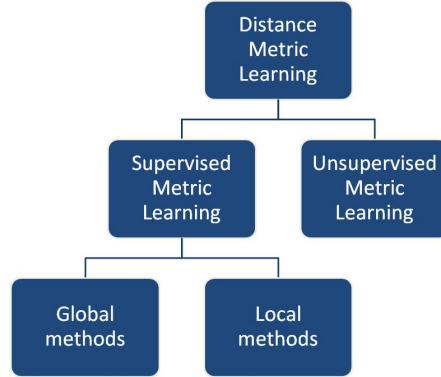 Distance
Metric
Learning
Supervised
Metric
Learning
Unsupervised
Metric
Learning
Global
methods
Local
methods